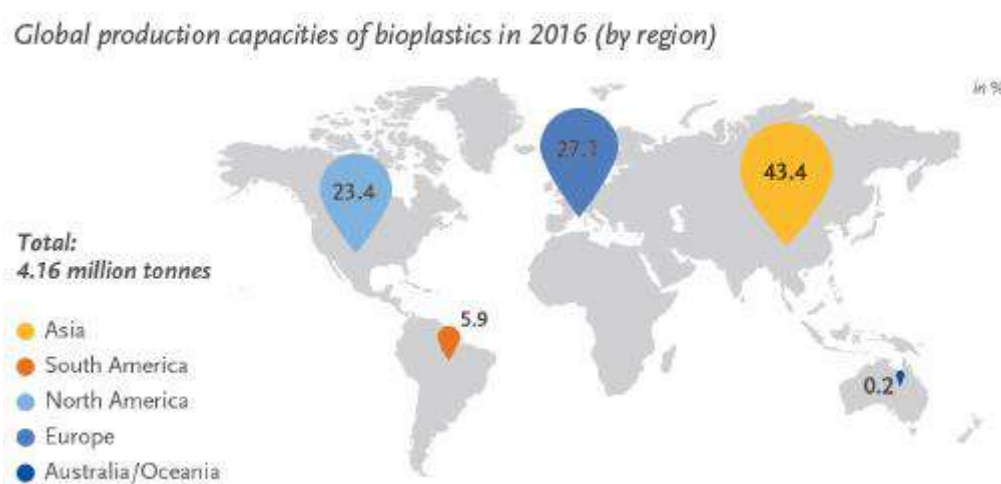 Global production capacities of bioplastics in 2016 (by region)
in %
27.1
43.4
23.4
Total:
4.16 million tonnes
5.9
Asia
South America
0.2
North America
Europe
Australia/Oceania